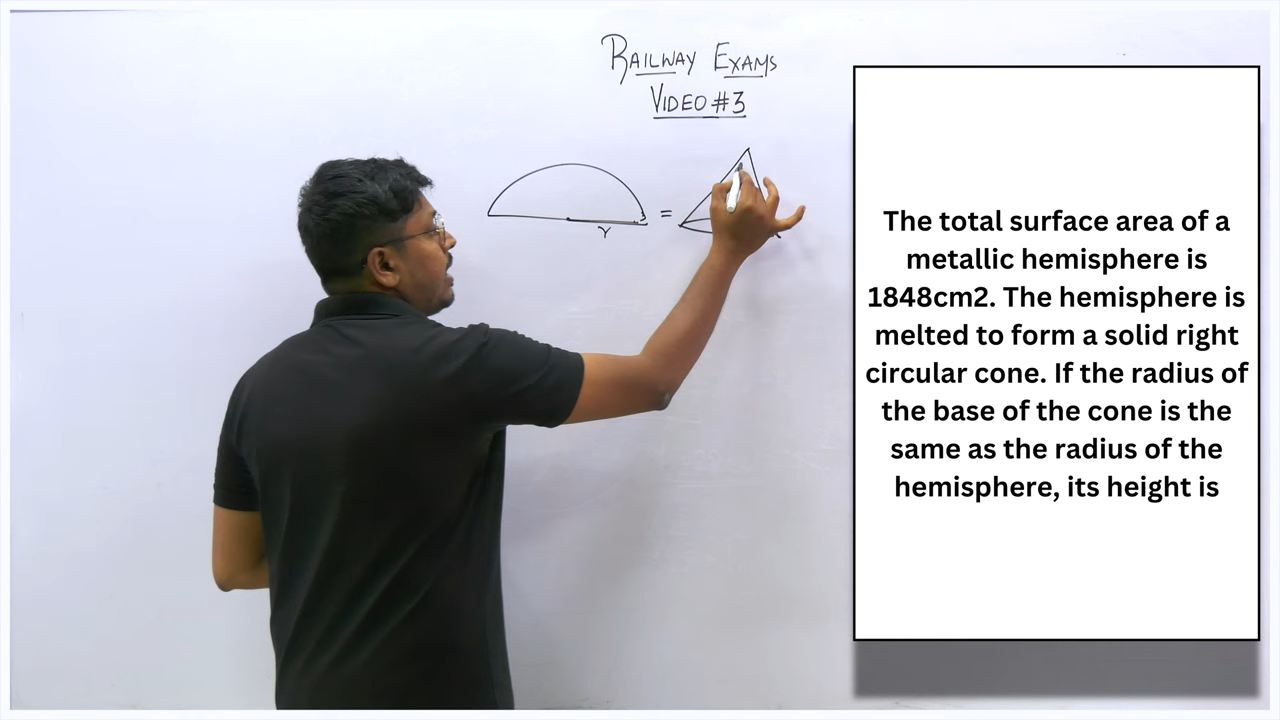 RAILWAY EXAMS
VIDEO #3
r
=
The total surface area of a
metallic hemisphere is
1848cm2. The hemisphere is
melted to form a solid right
circular cone. If the radius of
the base of the cone is the
same as the radius of the
hemisphere, its height is